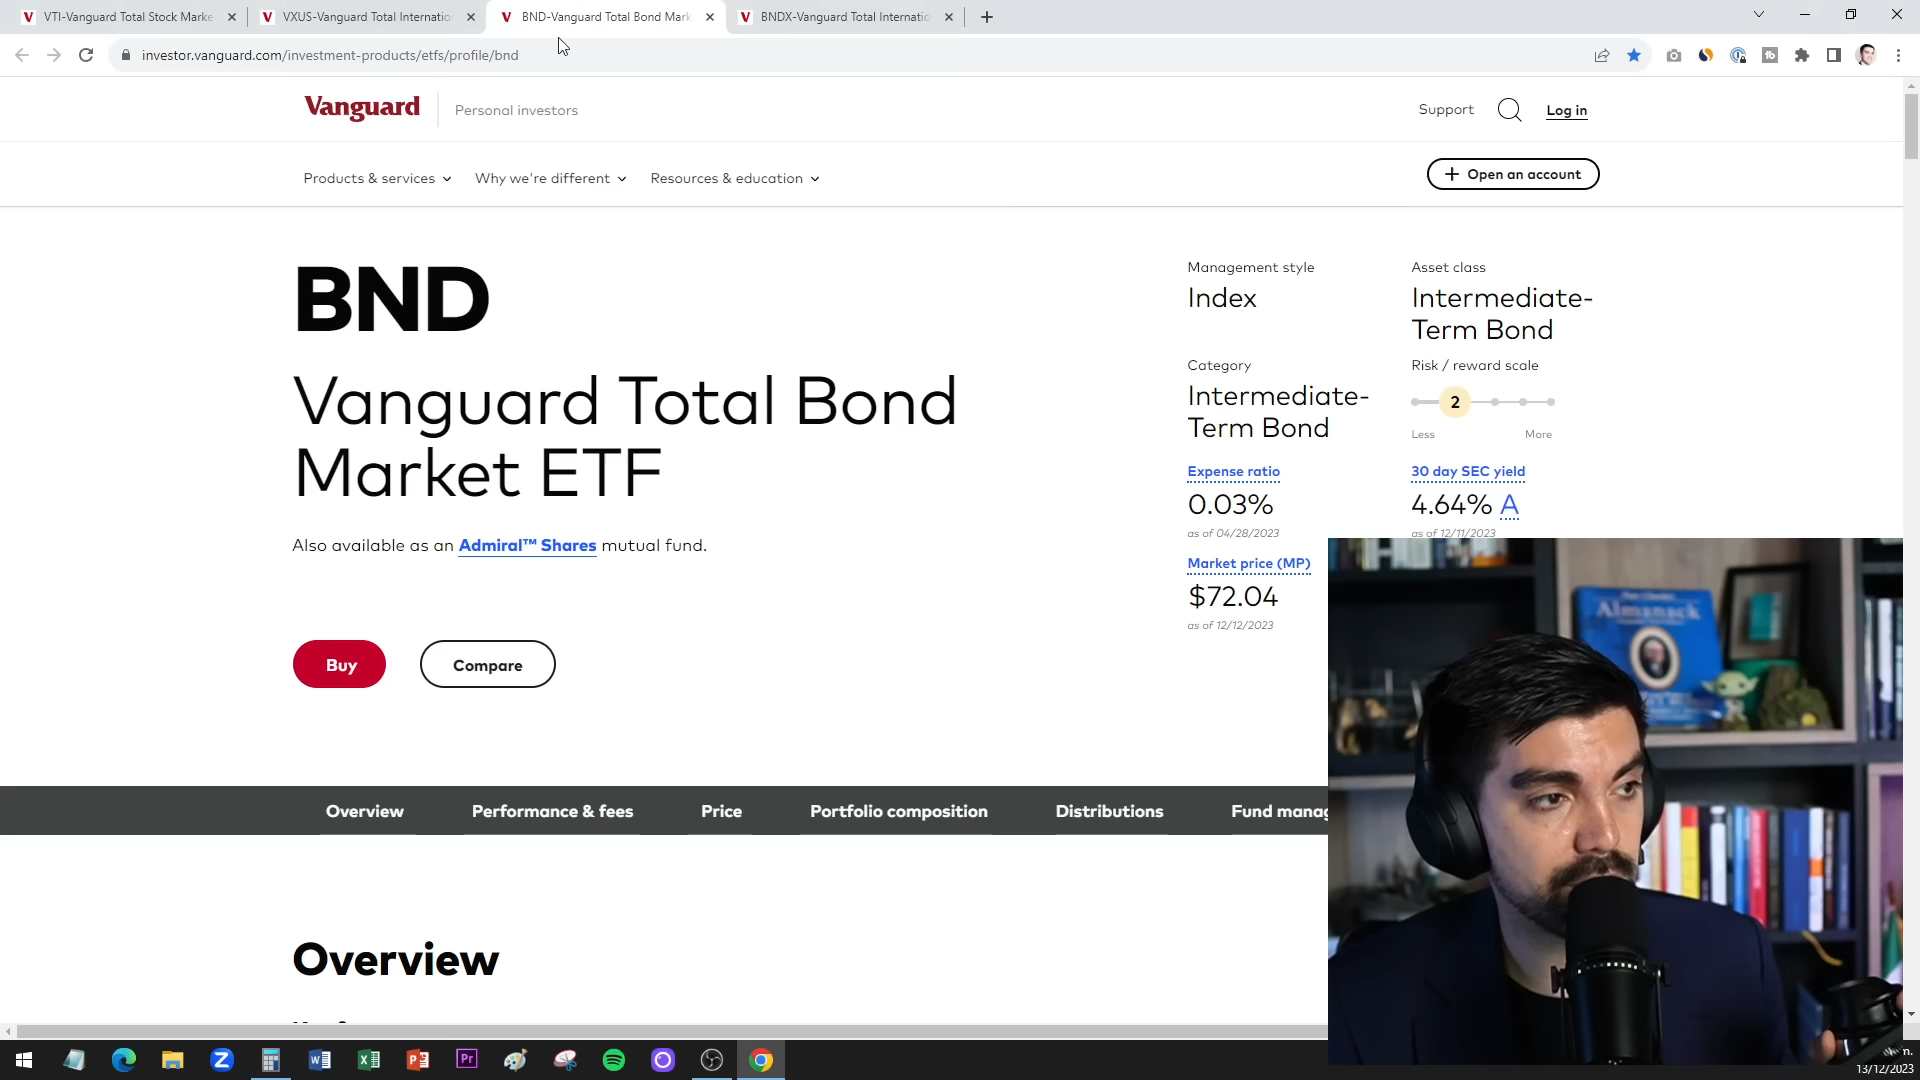 VTI-Vanguard Total Stock Marke
VXUS-Vanguard Total Internatio
BND-Vanguard Total Bond Mark
BNDX-Vanguard Total Internatio
investor.vanguard.com/investment-products/etfs/profile/bnd
Vanguard
Personal investors
Support
Log in
Products & services
Why we're different
Resources & education
Open an account
BND
Vanguard Total Bond
Market ETF
Also available as an Admiral™ Shares mutual fund.
Buy
Compare
Management style
Index
Asset class
Intermediate-
Term Bond
Category
Intermediate-
Term Bond
Risk / reward scale
2
Less
More
Expense ratio
0.03%
as of 04/28/2023
30 day SEC yield
4.64% A
as of 12/11/2023
Market price (MP)
$72.04
as of 12/12/2023
Almanack
Overview
Performance & fees
Price
Portfolio composition
Distributions
Fund manag
Overview
13/12/2023